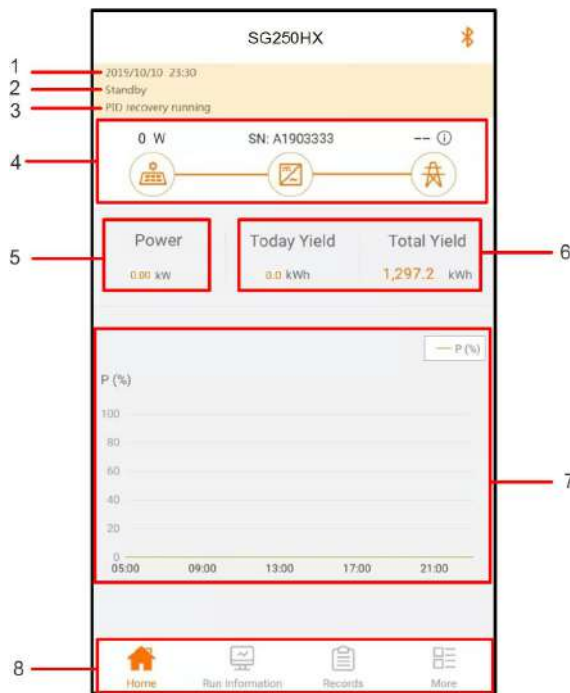 SG250HX
1 2019/10/10 23:30
2 Standby
3 PID recovery running
4 0 W SN: A1903333 --
5 Power Today Yield Total Yield 6
0.00 kW 0.0 kWh 1,297.2 kWh
P (%)
P (%)
100
80
60
40
20
0
7
05:00 09:00 13:00 17:00 21:00
8 Home Run Information Records More